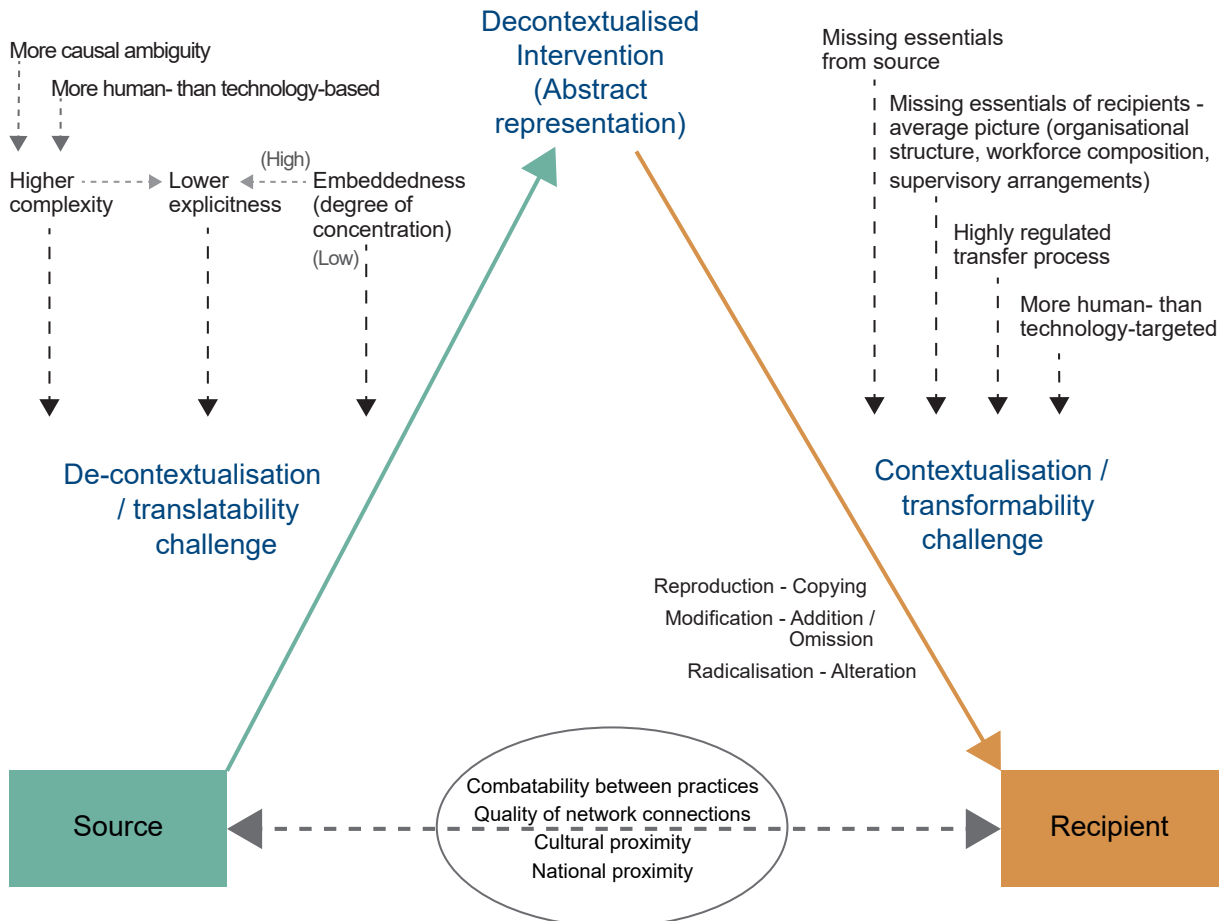 More causal ambiguity
More human- than technology-based
(High)
Higher
complexity
Lower
explicitness
Embeddedness
(degree of
concentration)
(Low)
De-contextualisation
/ translatability
challenge
Decontextualised
Intervention
(Abstract
representation)
Missing essentials
from source
Missing essentials of recipients -
average picture (organisational
structure, workforce composition,
supervisory arrangements)
Highly regulated
transfer process
More human- than
technology-targeted
Contextualisation /
transformability
challenge
Reproduction - Copying
Modification - Addition /
Omission
Radicalisation - Alteration
Source
Combatability between practices
Quality of network connections
Cultural proximity
National proximity
Recipient